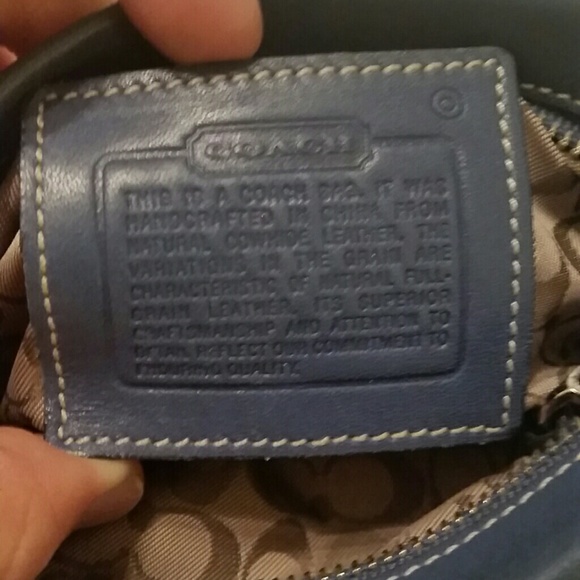 COACH
THIS IS A COACH BAG. IT WAS
HANDCRAFTED IN CHINA FROM
NATURAL COWHIDE LEATHER. THE
VARIATIONS IN THE GRAIN ARE
CHARACTERISTIC OF NATURAL FULL-
GRAIN LEATHER. ITS SUPERIOR
CRAFTSMANSHIP AND ATTENTION TO
DETAIL REFLECT OUR COMMITMENT TO
ENDURING QUALITY.